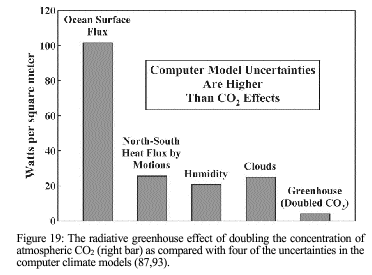 120
100
80
60
40
20
0
Watts per square meter
Ocean Surface
Flux
Computer Model Uncertainties
Are Higher
Than CO₂ Effects
North-South
Heat Flux by
Motions
Humidity
Clouds
Greenhouse
(Doubled CO₂)
Figure 19: The radiative greenhouse effect of doubling the concentration of
atmospheric CO₂ (right bar) as compared with four of the uncertainties in the
computer climate models (87,93).